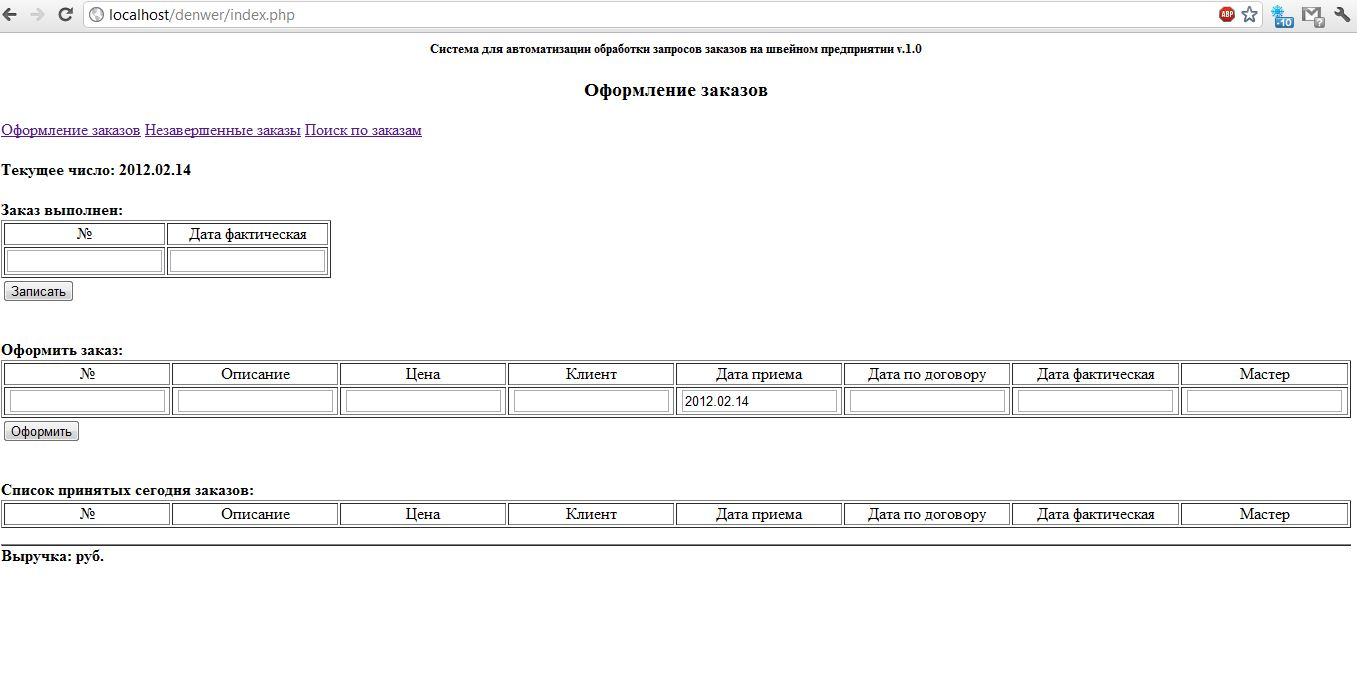 localhost/denwer/index.php
ABP
-10
?
Система для автоматизации обработки запросов заказов на швейном предприятии v.1.0
Оформление заказов
Оформление заказов Незавершенные заказы Поиск по заказам
Текущее число: 2012.02.14
Заказ выполнен:
№ Дата фактическая
Записать
Оформить заказ:
№ Описание Цена Клиент Дата приема Дата по договору Дата фактическая Мастер
2012.02.14
Оформить
Список принятых сегодня заказов:
№ Описание Цена Клиент Дата приема Дата по договору Дата фактическая Мастер
Выручка: руб.